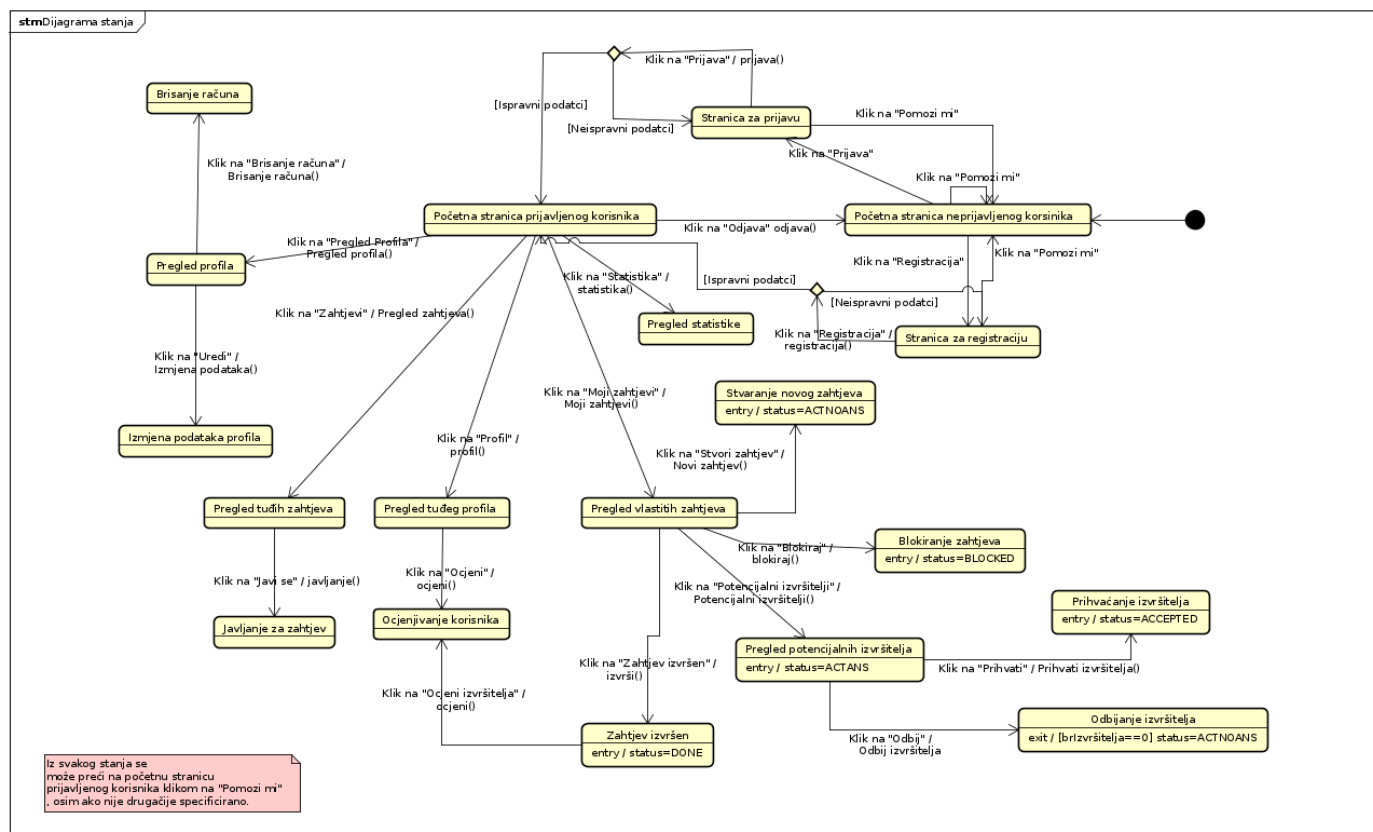 stm Dijagrama stanja
Klik na "Prijava" / prijava()
Brisanje računa
[Ispravni podatci]
Stranica za prijavu
Klik na "Pomozi mi"
[Neispravni podatci]
Klik na "Prijava"
Klik na "Brisanje računa" /
Brisanje računa()
Klik na "Pomozi mi"
Početna stranica prijavljenog korisnika
Početna stranica neprijavljenog korsinika
Klik na "Odjava" odjava()
Klik na "Pregled Profila" /
Pregled profila()
Klik na "Pomozi mi"
Pregled profila
Klik na "Registracija"
Klik na "Statistika" /
statistika()
[Ispravni podatci]
[Neispravni podatci]
Klik na "Zahtjevi" / Pregled zahtjeva()
Pregled statistike
Klik na "Registracija" /
registracija()
Stranica za registraciju
Klik na "Uredi" /
Izmjena podataka()
Klik na "Moji zahtjevi" /
Moji zahtjevi()
Stvaranje novog zahtjeva
entry / status=ACTNOANS
Izmjena podataka profila
Klik na "Profil" /
profil()
Klik na "Stvori zahtjev" /
Novi zahtjev()
Pregled tuđih zahtjeva
Pregled tuđeg profila
Pregled vlastitih zahtjeva
Klik na "Blokiraj" /
blokiraj()
Blokiranje zahtjeva
entry / status=BLOCKED
Klik na "Javi se" / javljanje()
Klik na "Ocjeni" /
ocjeni()
Klik na "Potencijalni izvršitelji" /
Potencijalni izvršitelji()
Prihvaćanje izvršitelja
entry / status=ACCEPTED
Javljanje za zahtjev
Ocjenjivanje korisnika
Pregled potencijalnih izvršitelja
entry / status=ACTANS
Klik na "Prihvati" / Prihvati izvršitelja()
Klik na "Zahtjev izvršen" /
izvrši()
Klik na "Ocjeni izvršitelja" /
ocjeni()
Odbijanje izvršitelja
exit / [brIzvršitelja==0] status=ACTNOANS
Zahtjev izvršen
entry / status=DONE
Klik na "Odbij" /
Odbij izvršitelja
Iz svakog stanja se
može preći na početnu stranicu
prijavljenog korisnika klikom na "Pomozi mi"
, osim ako nije drugačije specificirano.